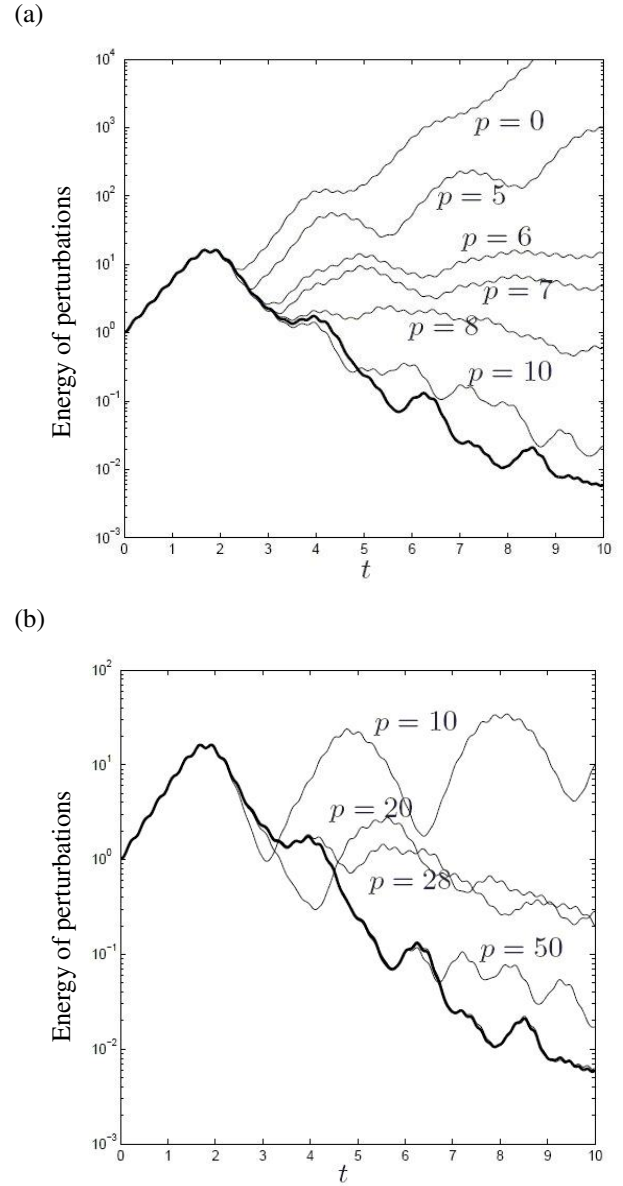 (a)
10^4
10^3
10^2
10^1
10^0
10^-1
10^-2
10^-3
Energy of perturbations
p = 0
p = 5
p = 6
p = 7
p = 8
p = 10
0 1 2 3 4 5 6 7 8 9 10
t
(b)
10^2
10^1
10^0
10^-1
10^-2
10^-3
Energy of perturbations
p = 10
p = 20
p = 28
p = 50
0 1 2 3 4 5 6 7 8 9 10
t